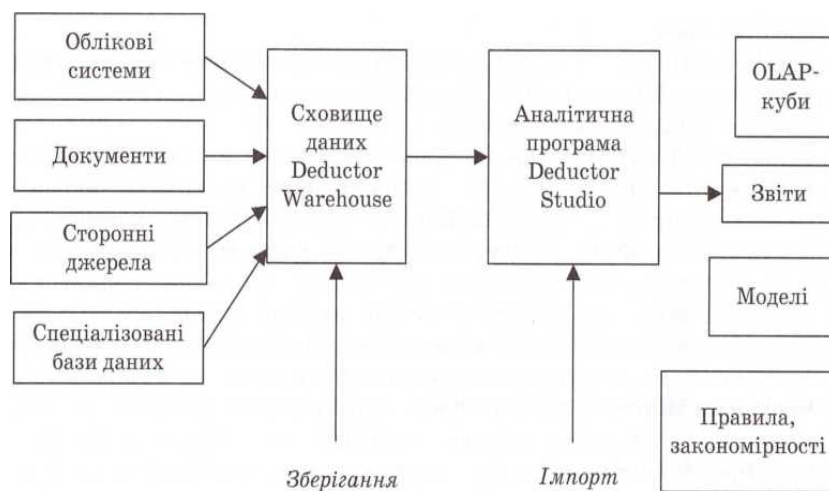 Облікові
системи
Документи
Сторонні
джерела
Спеціалізовані
бази даних
Сховище
даних
Deductor
Warehouse
Аналітична
програма
Deductor
Studio
OLAP-
куби
Звіти
Моделі
Правила,
закономірності
Зберігання
Імпорт